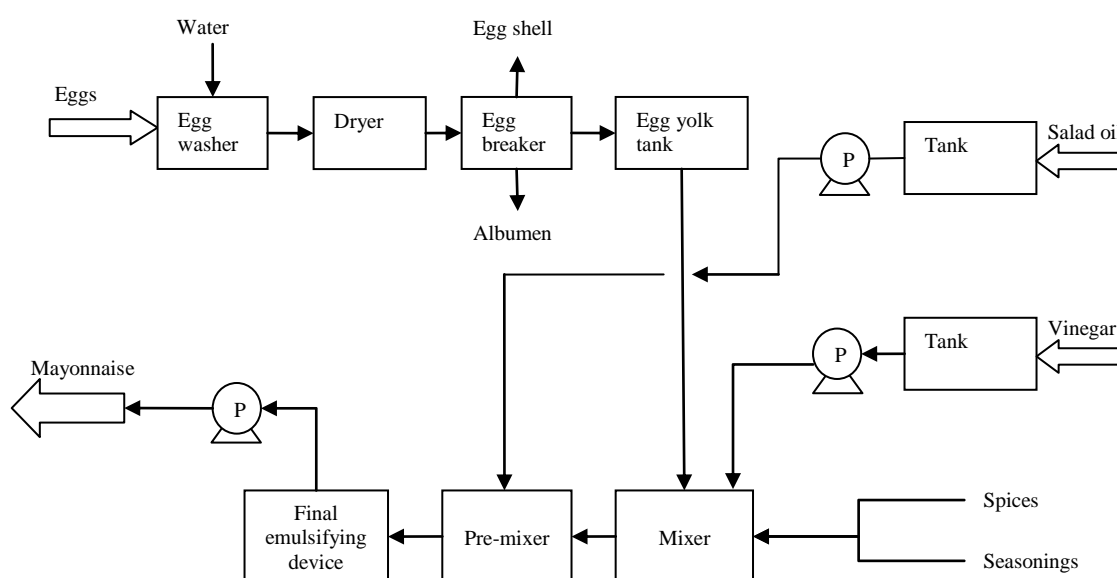 Water
Egg shell
Eggs
Egg
washer
Dryer
Egg
breaker
Egg yolk
tank
Albumen
P
Tank
Salad oil
P
Tank
Vinegar
Mayonnaise
P
Final
emulsifying
device
Pre-mixer
Mixer
Spices
Seasonings